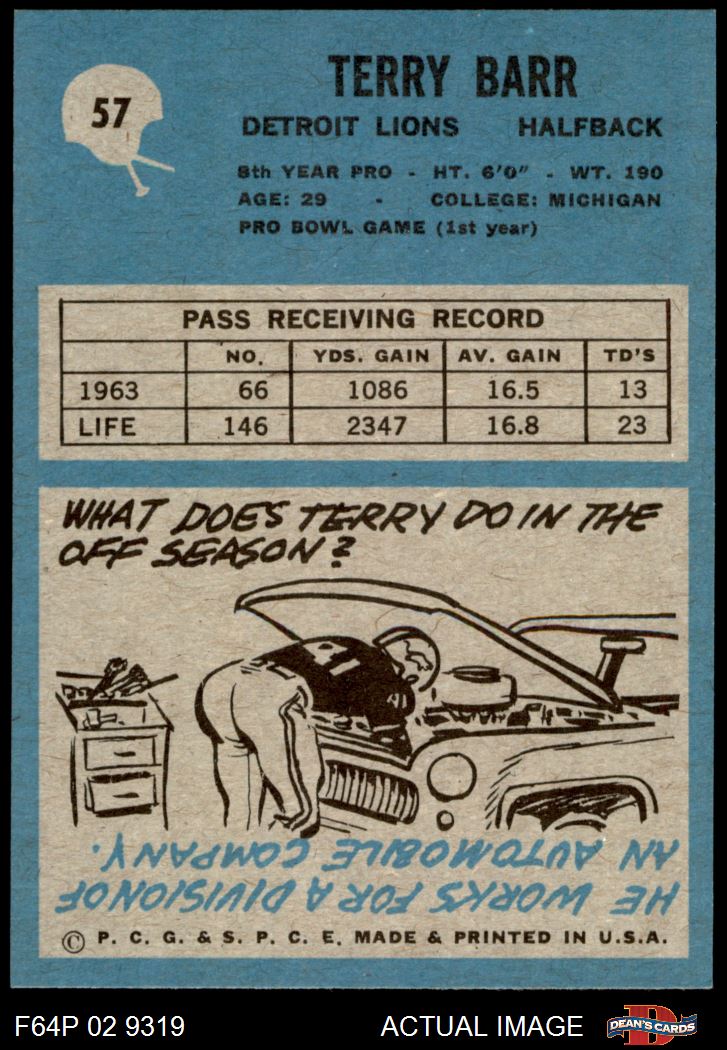 57
TERRY BARR
DETROIT LIONS HALFBACK
8th YEAR PRO - HT. 6'0" - WT. 190
AGE: 29 - COLLEGE: MICHIGAN
PRO BOWL GAME (1st year)
PASS RECEIVING RECORD
NO. YDS. GAIN AV. GAIN TD'S
1963 66 1086 16.5 13
LIFE 146 2347 16.8 23
WHAT DOES TERRY DO IN THE
OFF SEASON?
41
HE WORKS FOR A DIVISION OF
AN AUTOMOBILE COMPANY.
© P. C. G. & S. P. C. E. MADE & PRINTED IN U.S.A.
F64P 02 9319 ACTUAL IMAGE
DEAN'S CARDS